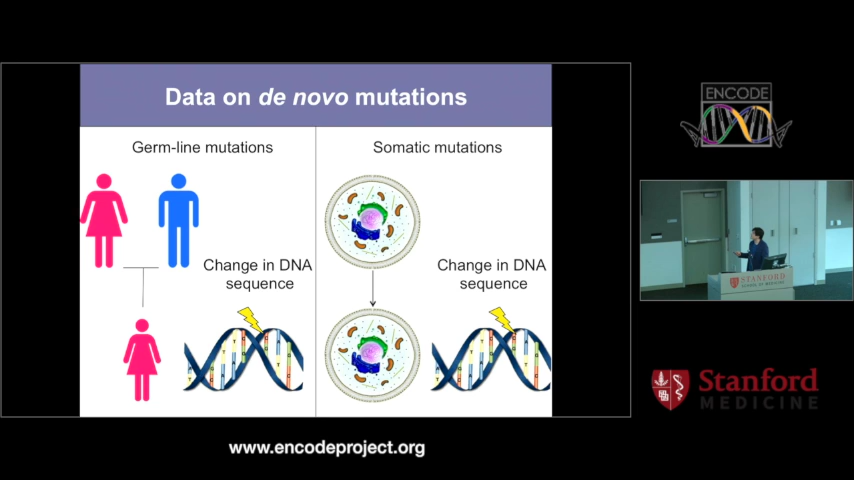 Data on de novo mutations
Germ-line mutations
Somatic mutations
Change in DNA
sequence
Change in DNA
sequence
ENCODE
STANFORD
SCHOOL OF MEDICINE
Stanford
MEDICINE
www.encodeproject.org